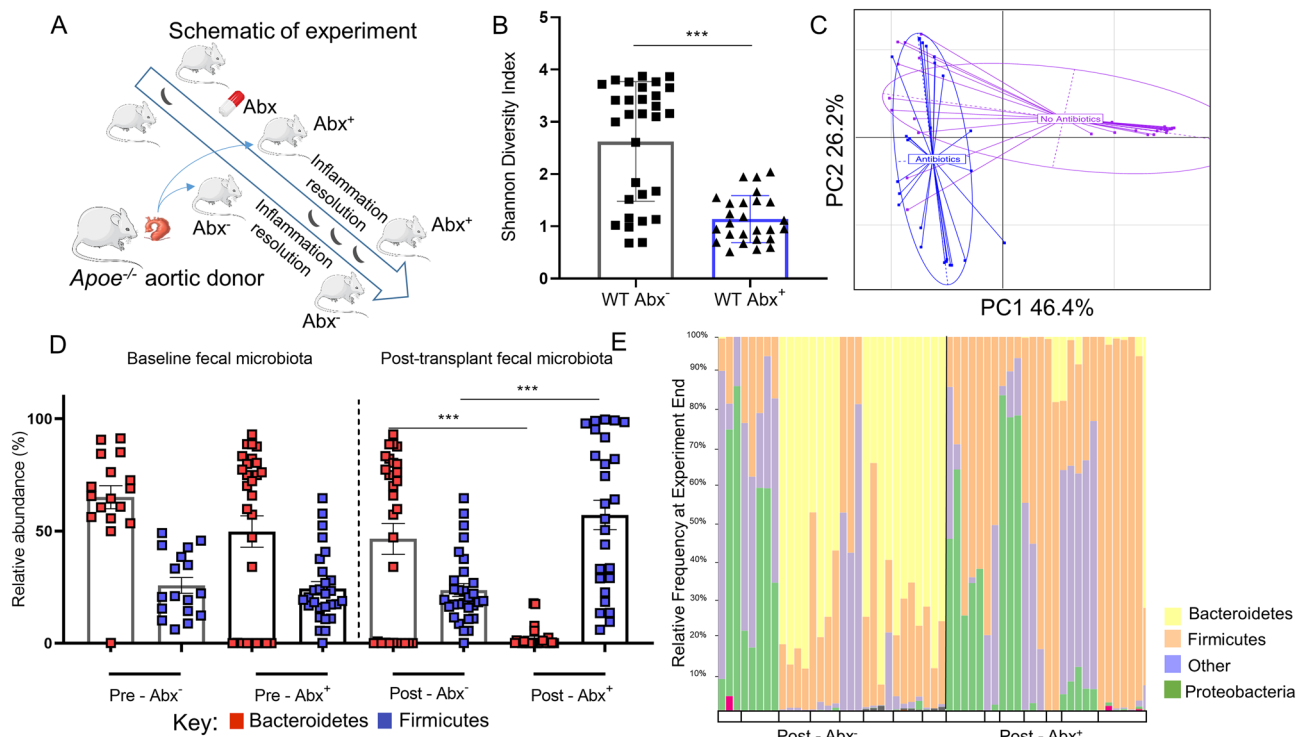 A
Schematic of experiment
Abx
Abx⁺
Abx⁻
Inflammation
resolution
Inflammation
resolution
Abx⁺
Apoe⁻/⁻ aortic donor
Abx⁻
B
***
Shannon Diversity Index
5
4
3
2
1
0
WT Abx⁻
WT Abx⁺
C
No Antibiotics
Antibiotics
PC2 26.2%
PC1 46.4%
D
Baseline fecal microbiota
Post-transplant fecal microbiota
***
***
Relative abundance (%)
100
50
0
Pre - Abx⁻
Pre - Abx⁺
Post - Abx⁻
Post - Abx⁺
Key:
Bacteroidetes
Firmicutes
E
Relative Frequency at Experiment End
100%
90%
80%
70%
60%
50%
40%
30%
20%
10%
Post - Abx⁻
Post - Abx⁺
Bacteroidetes
Firmicutes
Other
Proteobacteria